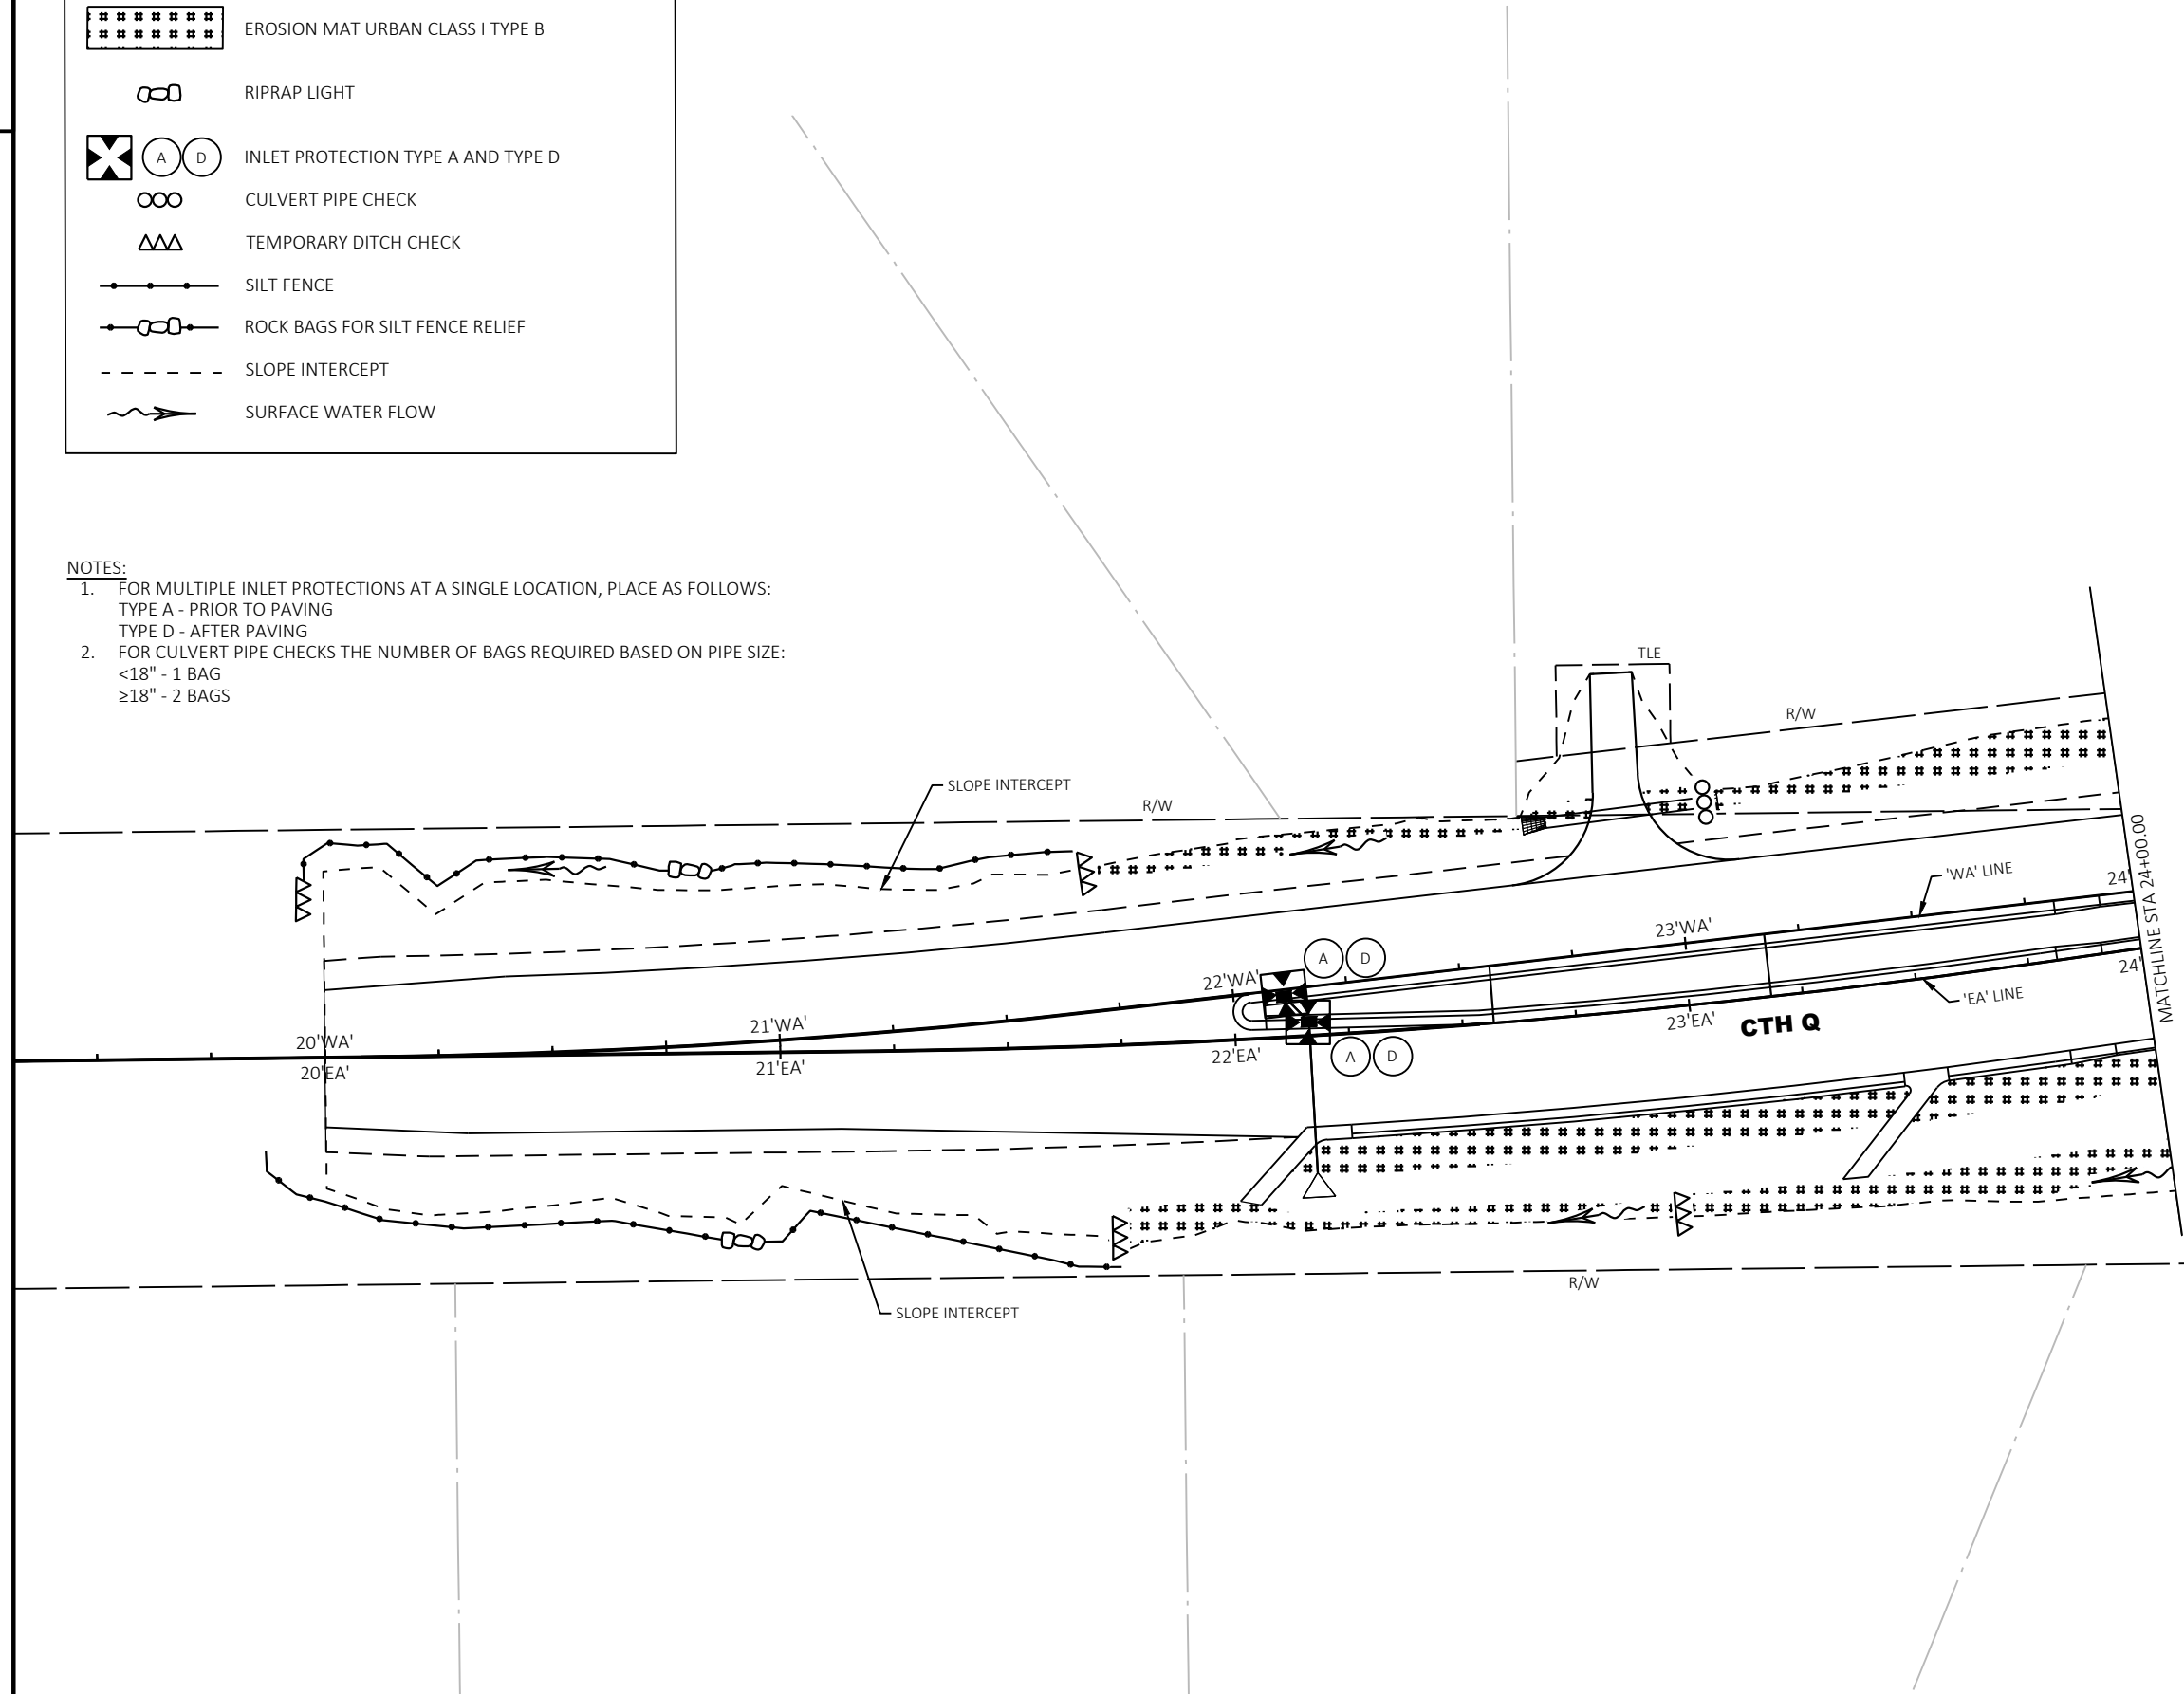 EROSION MAT URBAN CLASS I TYPE B
RIPRAP LIGHT
A D INLET PROTECTION TYPE A AND TYPE D
CULVERT PIPE CHECK
TEMPORARY DITCH CHECK
SILT FENCE
ROCK BAGS FOR SILT FENCE RELIEF
SLOPE INTERCEPT
SURFACE WATER FLOW
NOTES:
1. FOR MULTIPLE INLET PROTECTIONS AT A SINGLE LOCATION, PLACE AS FOLLOWS:
TYPE A - PRIOR TO PAVING
TYPE D - AFTER PAVING
2. FOR CULVERT PIPE CHECKS THE NUMBER OF BAGS REQUIRED BASED ON PIPE SIZE:
<18" - 1 BAG
≥18" - 2 BAGS
TLE
R/W
SLOPE INTERCEPT
R/W
MATCHLINE STA 24+00.00
'WA' LINE
24'
23'WA'
A D
22'WA'
24'
'EA' LINE
CTH Q
23'EA'
21'WA'
20'WA'
A D
22'EA'
21'EA'
20'EA'
R/W
SLOPE INTERCEPT